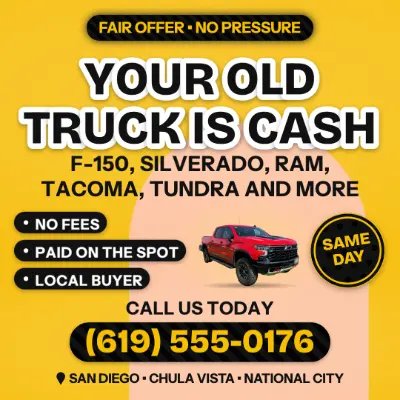 FAIR OFFER • NO PRESSURE
YOUR OLD
TRUCK IS CASH
F-150, SILVERADO, RAM,
TACOMA, TUNDRA AND MORE
• NO FEES
• PAID ON THE SPOT
• LOCAL BUYER
SAME
DAY
CALL US TODAY
(619) 555-0176
SAN DIEGO • CHULA VISTA • NATIONAL CITY